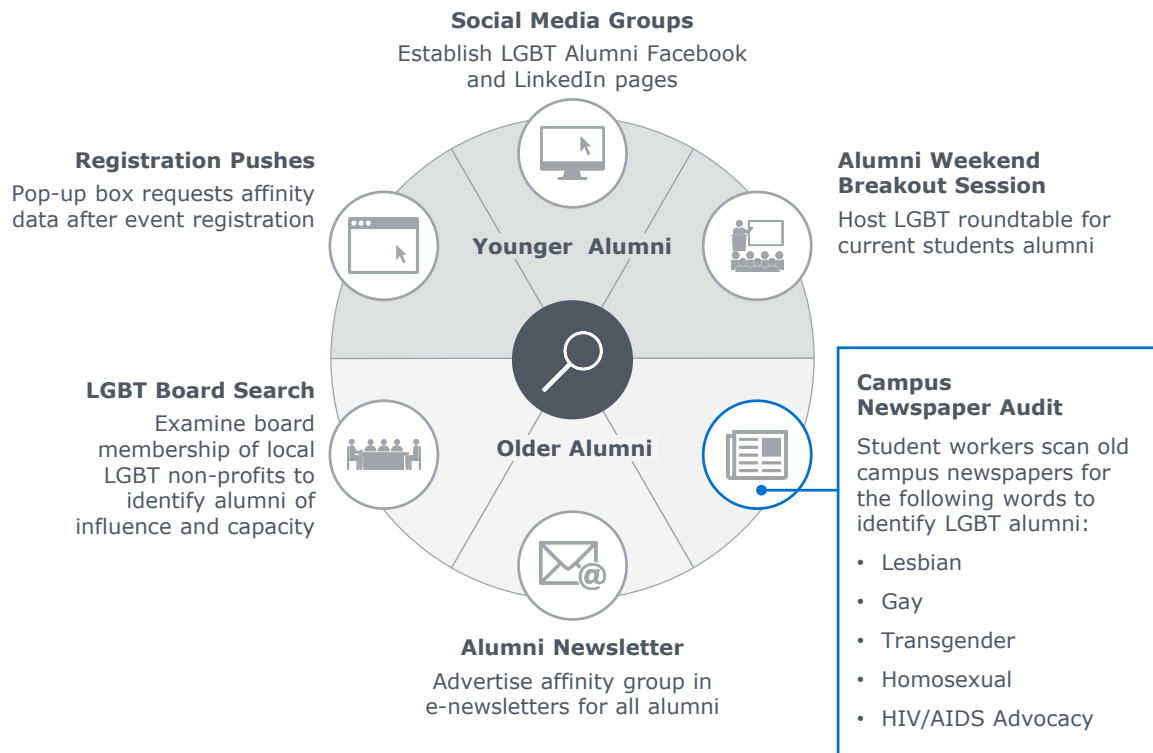 Social Media Groups
Establish LGBT Alumni Facebook
and LinkedIn pages
Registration Pushes
Pop-up box requests affinity
data after event registration
Alumni Weekend
Breakout Session
Host LGBT roundtable for
current students alumni
Younger Alumni
LGBT Board Search
Examine board
membership of local
LGBT non-profits to
identify alumni of
influence and capacity
Older Alumni
Campus
Newspaper Audit
Student workers scan old
campus newspapers for
the following words to
identify LGBT alumni:
• Lesbian
• Gay
• Transgender
• Homosexual
• HIV/AIDS Advocacy
@
Alumni Newsletter
Advertise affinity group in
e-newsletters for all alumni